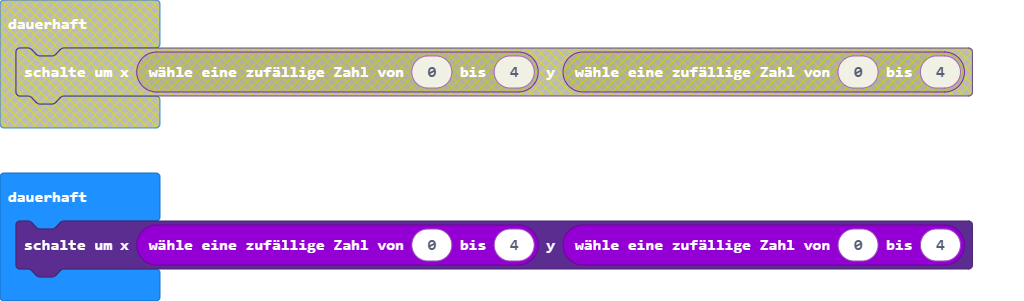 dauerhaft
schalte um x wähle eine zufällige Zahl von 0 bis 4 y wähle eine zufällige Zahl von 0 bis 4
dauerhaft
schalte um x wähle eine zufällige Zahl von 0 bis 4 y wähle eine zufällige Zahl von 0 bis 4